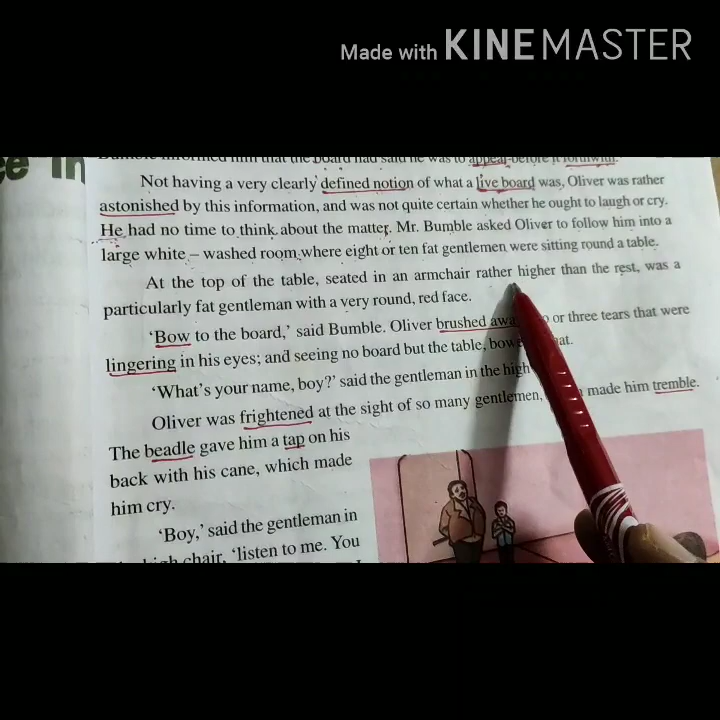 Made with KINEMASTER
Bumble informed him that the board had said he was to appear before it forthwith.
Not having a very clearly defined notion of what a live board was, Oliver was rather
astonished by this information, and was not quite certain whether he ought to laugh or cry.
He had no time to think about the matter. Mr. Bumble asked Oliver to follow him into a
large white – washed room where eight or ten fat gentlemen were sitting round a table.
At the top of the table, seated in an armchair rather higher than the rest, was a
particularly fat gentleman with a very round, red face.
‘Bow to the board,’ said Bumble. Oliver brushed or three tears that were
lingering in his eyes; and seeing no board but the table,
‘What’s your name, boy?’ said the gentleman in the high
Oliver was frightened at the sight of so many gentlemen, made him tremble.
The beadle gave him a tap on his
back with his cane, which made
him cry.
‘Boy,’ said the gentleman in
high chair, ‘listen to me. You